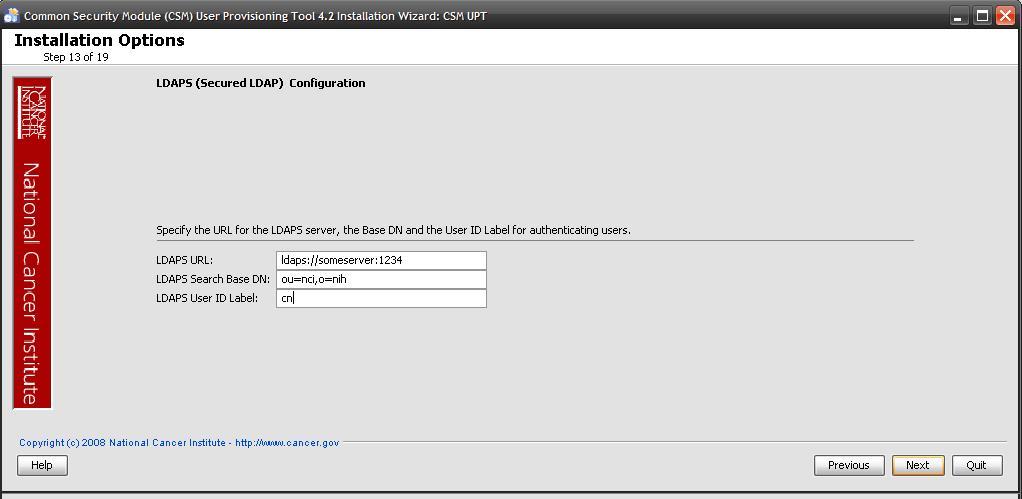 Common Security Module (CSM) User Provisioning Tool 4.2 Installation Wizard: CSM UPT
Installation Options
Step 13 of 19
NATIONAL
CANCER
INSTITUTE
National Cancer Institute
LDAPS (Secured LDAP) Configuration
Specify the URL for the LDAPS server, the Base DN and the User ID Label for authenticating users.
LDAPS URL: ldaps://someserver:1234
LDAPS Search Base DN: ou=nci,o=nih
LDAPS User ID Label: cn
Copyright (c) 2008 National Cancer Institute - http://www.cancer.gov
Help Previous Next Quit